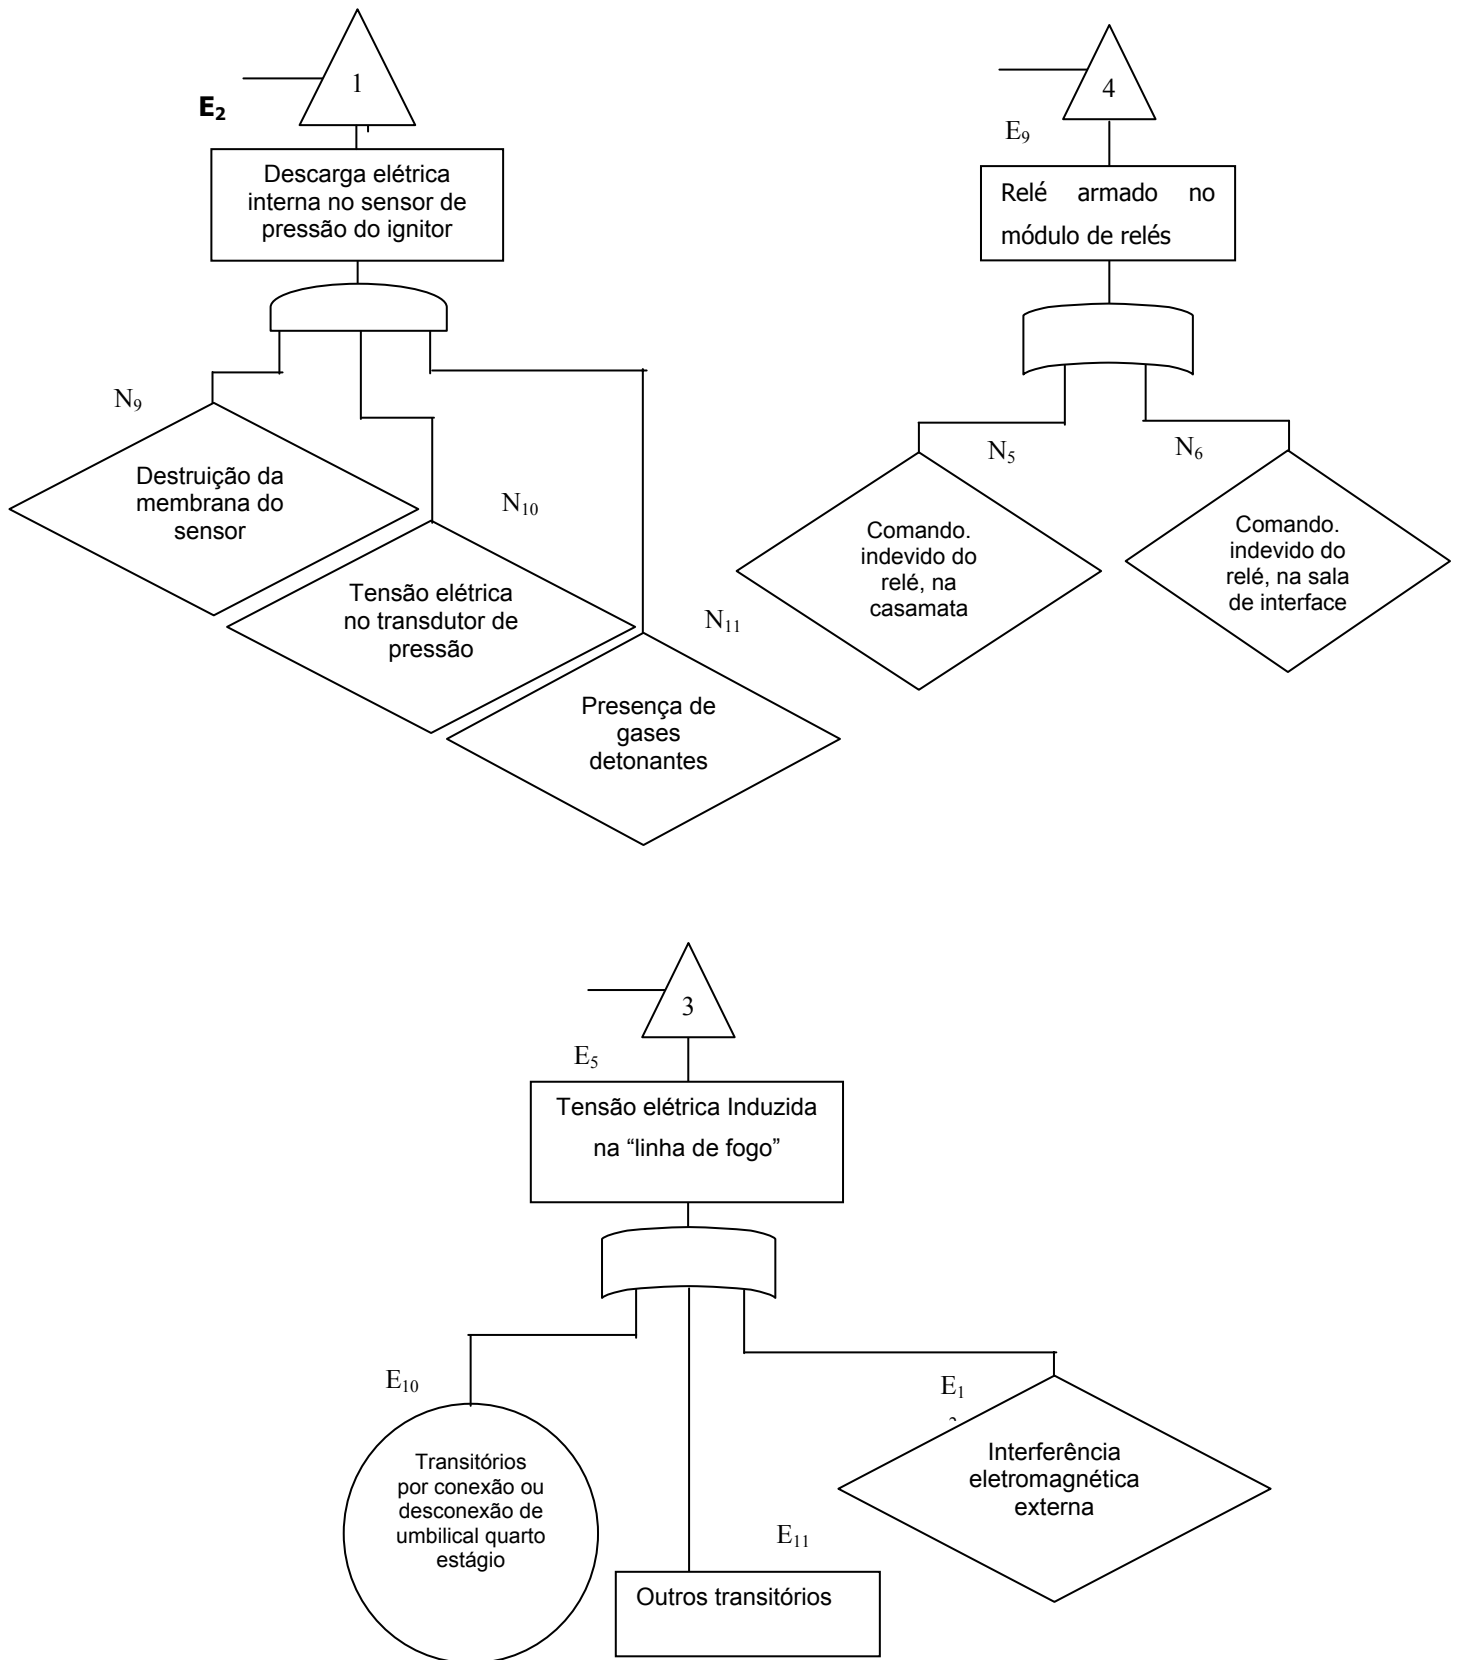 1
E₂
Descarga elétrica
interna no sensor de
pressão do ignitor
N₉
Destruição da
membrana do
sensor
N₁₀
Tensão elétrica
no transdutor de
pressão
N₁₁
Presença de
gases
detonantes
4
E₉
Relé armado no
módulo de relés
N₅
Comando.
indevido do
relé, na
casamata
N₆
Comando.
indevido do
relé, na sala
de interface
3
E₅
Tensão elétrica Induzida
na “linha de fogo”
E₁₀
Transitórios
por conexão ou
desconexão de
umbilical quarto
estágio
E₁₁
Outros transitórios
E₁
Interferência
eletromagnética
externa